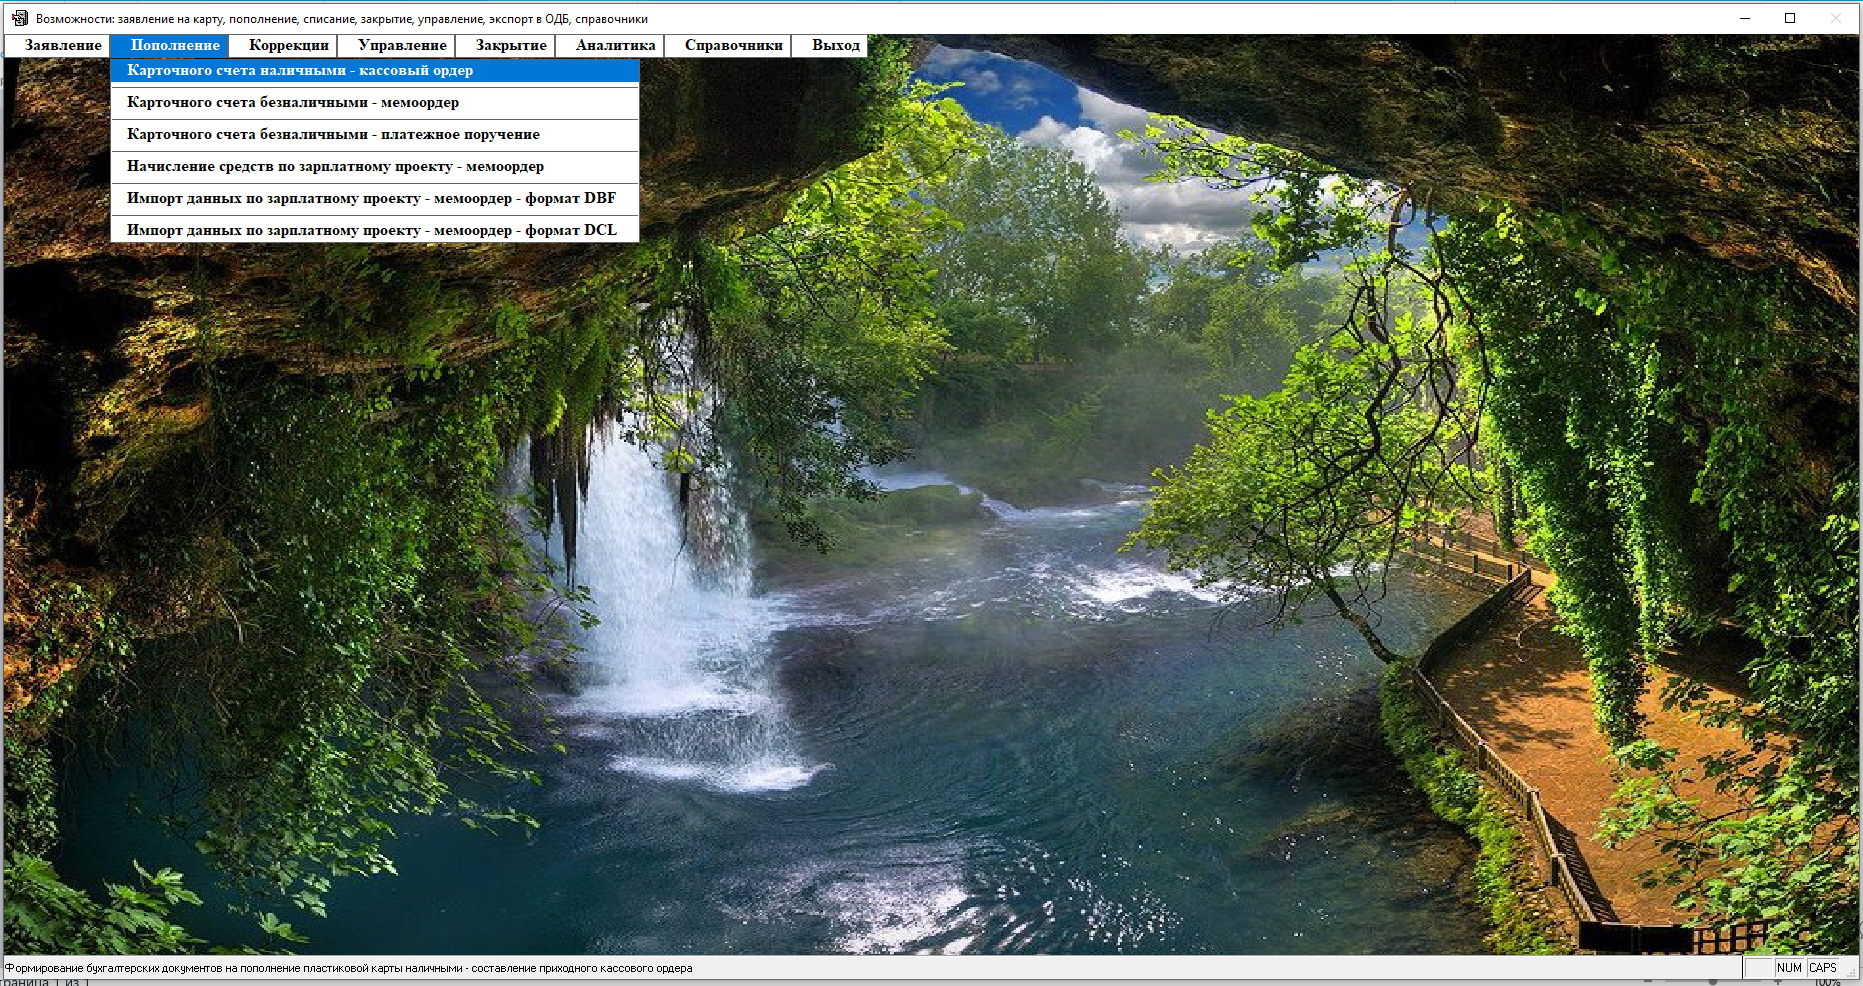 Возможности: заявление на карту, пополнение, списание, закрытие, управление, экспорт в ОДБ, справочники
Заявление Пополнение Коррекции Управление Закрытие Аналитика Справочники Выход
Карточного счета наличными - кассовый ордер
Карточного счета безналичными - мемоордер
Карточного счета безналичными - платежное поручение
Начисление средств по зарплатному проекту - мемоордер
Импорт данных по зарплатному проекту - мемоордер - формат DBF
Импорт данных по зарплатному проекту - мемоордер - формат DCL
Формирование бухгалтерских документов на пополнение пластиковой карты наличными - составление приходного кассового ордера
NUM CAPS
100%